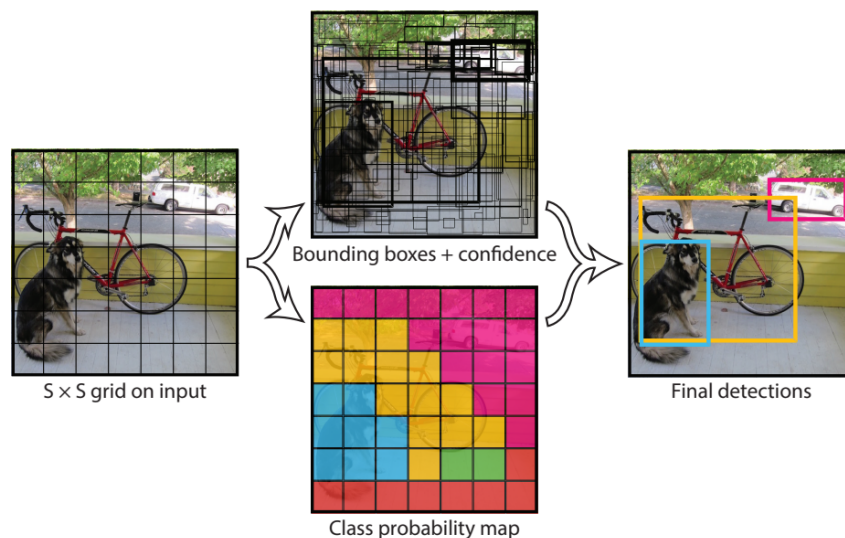 Bounding boxes + confidence
S × S grid on input
Final detections
Class probability map